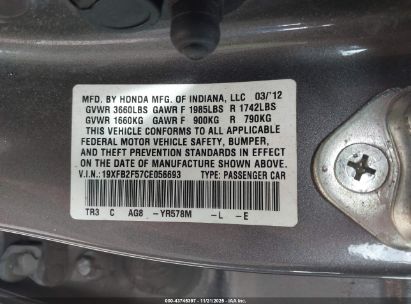 MFD. BY HONDA MFG. OF INDIANA, LLC 03/'12
GVWR 3660LBS GAWR F 1985LBS R 1742LBS
GVWR 1660KG GAWR F 900KG R 790KG
THIS VEHICLE CONFORMS TO ALL APPLICABLE
FEDERAL MOTOR VEHICLE SAFETY, BUMPER,
AND THEFT PREVENTION STANDARDS IN EFFECT
ON THE DATE OF MANUFACTURE SHOWN ABOVE.
V.I.N.: 19XFB2F57CE056693 TYPE: PASSENGER CAR
TR3 C AG8 -YR578M -L -E